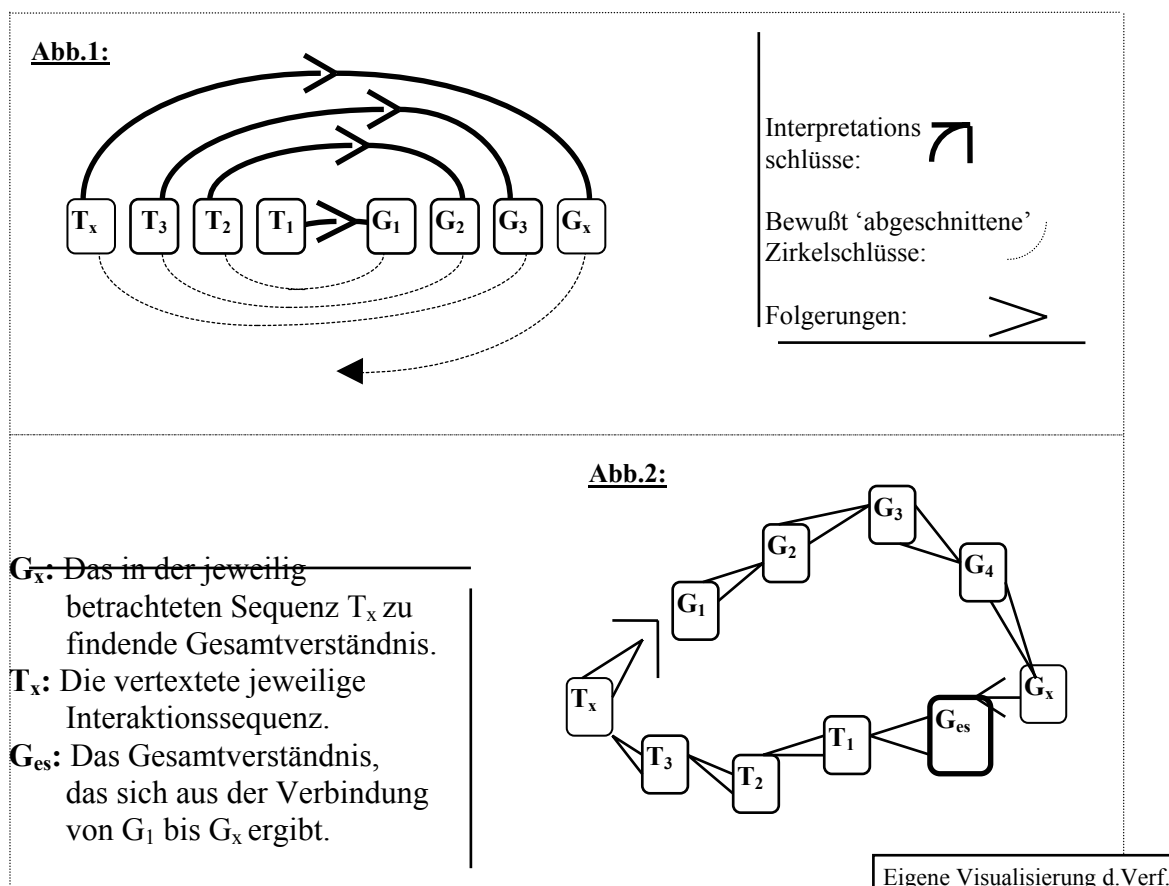 Abb.1:
Interpretations
schlüsse:
Tₓ T₃ T₂ T₁ G₁ G₂ G₃ Gₓ
Bewußt ‘abgeschnittene’
Zirkelschlüsse:
Folgerungen:
Abb.2:
G₃
G₂
G₄
G₁
Gₓ
Tₓ
Gₑₛ
T₁
T₃
T₂
Gₓ: Das in der jeweilig
betrachteten Sequenz Tₓ zu
findende Gesamtverständnis.
Tₓ: Die vertextete jeweilige
Interaktionssequenz.
Gₑₛ: Das Gesamtverständnis,
das sich aus der Verbindung
von G₁ bis Gₓ ergibt.
Eigene Visualisierung d.Verf.